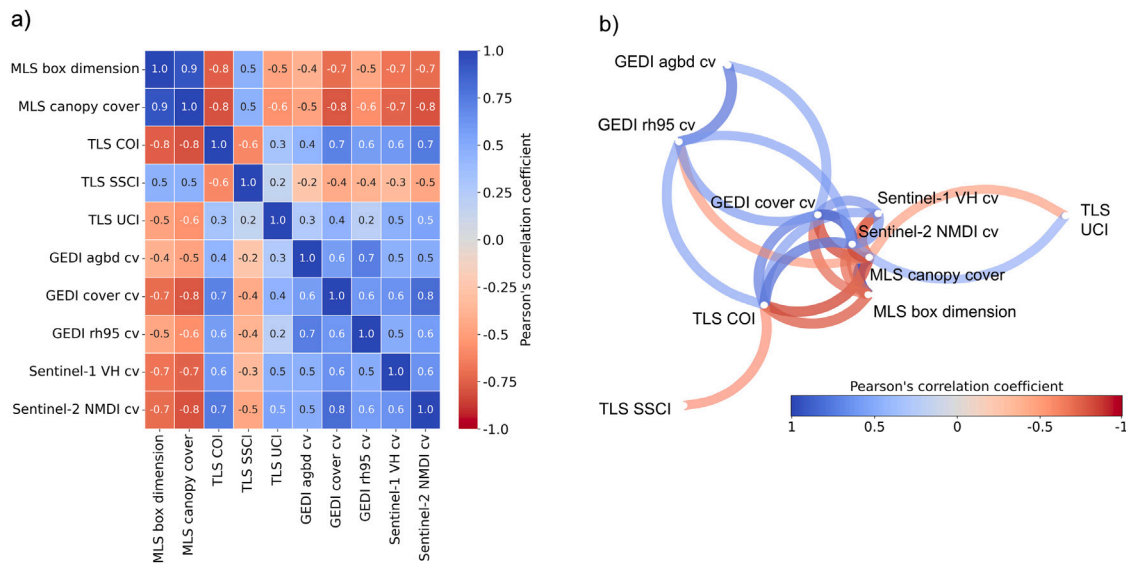 a)
MLS box dimension 1.0 0.9 -0.8 0.5 -0.5 -0.4 -0.7 -0.5 -0.7 -0.7
MLS canopy cover 0.9 1.0 -0.8 0.5 -0.6 -0.5 -0.8 -0.6 -0.7 -0.8
TLS COI -0.8 -0.8 1.0 -0.6 0.3 0.4 0.7 0.6 0.6 0.7
TLS SSCI 0.5 0.5 -0.6 1.0 0.2 -0.2 -0.4 -0.4 -0.3 -0.5
TLS UCI -0.5 -0.6 0.3 0.2 1.0 0.3 0.4 0.2 0.5 0.5
GEDI agbd cv -0.4 -0.5 0.4 -0.2 0.3 1.0 0.6 0.7 0.5 0.5
GEDI cover cv -0.7 -0.8 0.7 -0.4 0.4 0.6 1.0 0.6 0.6 0.8
GEDI rh95 cv -0.5 -0.6 0.6 -0.4 0.2 0.7 0.6 1.0 0.5 0.6
Sentinel-1 VH cv -0.7 -0.7 0.6 -0.3 0.5 0.5 0.6 0.5 1.0 0.6
Sentinel-2 NMDI cv -0.7 -0.8 0.7 -0.5 0.5 0.5 0.8 0.6 0.6 1.0
MLS box dimension
MLS canopy cover
TLS COI
TLS SSCI
TLS UCI
GEDI agbd cv
GEDI cover cv
GEDI rh95 cv
Sentinel-1 VH cv
Sentinel-2 NMDI cv
1.0
0.75
0.5
0.25
0.0
-0.25
-0.5
-0.75
-1.0
Pearson's correlation coefficient
b)
GEDI agbd cv
GEDI rh95 cv
GEDI cover cv
Sentinel-1 VH cv
TLS
UCI
Sentinel-2 NMDI cv
MLS canopy cover
MLS box dimension
TLS COI
TLS SSCI
Pearson's correlation coefficient
1 0.5 0 -0.5 -1